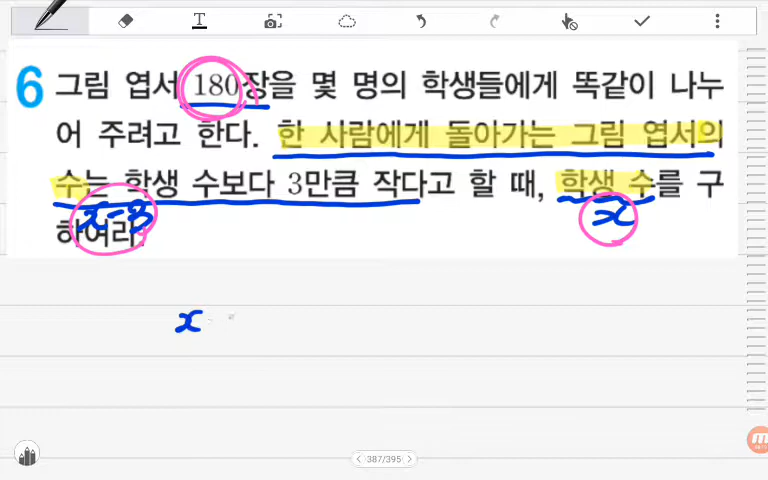 6 그림 엽서 180장을 몇 명의 학생들에게 똑같이 나누
어 주려고 한다. 한 사람에게 돌아가는 그림 엽서의
수는 학생 수보다 3만큼 작다고 할 때, 학생 수를 구
하여라.
x-3
x
x
387/395